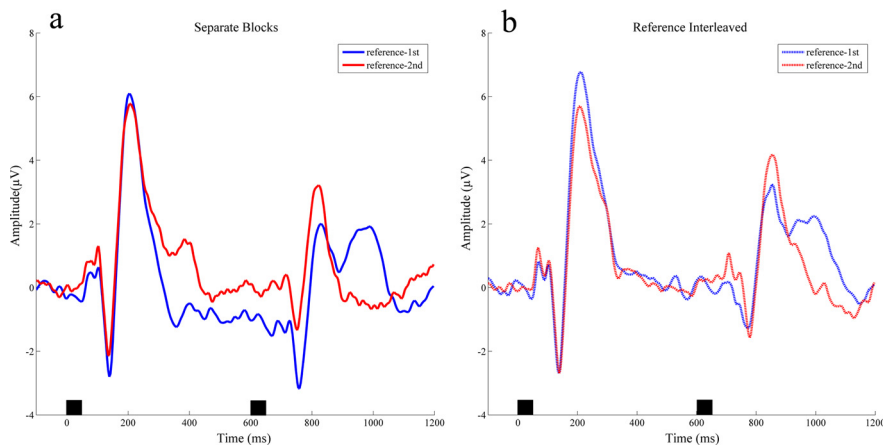 a
Separate Blocks
reference-1st
reference-2nd
Amplitude(µV)
8
6
4
2
0
-2
-4
0
200
400
600
800
1000
1200
Time (ms)
b
Reference Interleaved
reference-1st
reference-2nd
Amplitude (µV)
8
6
4
2
0
-2
-4
0
200
400
600
800
1000
1200
Time (ms)